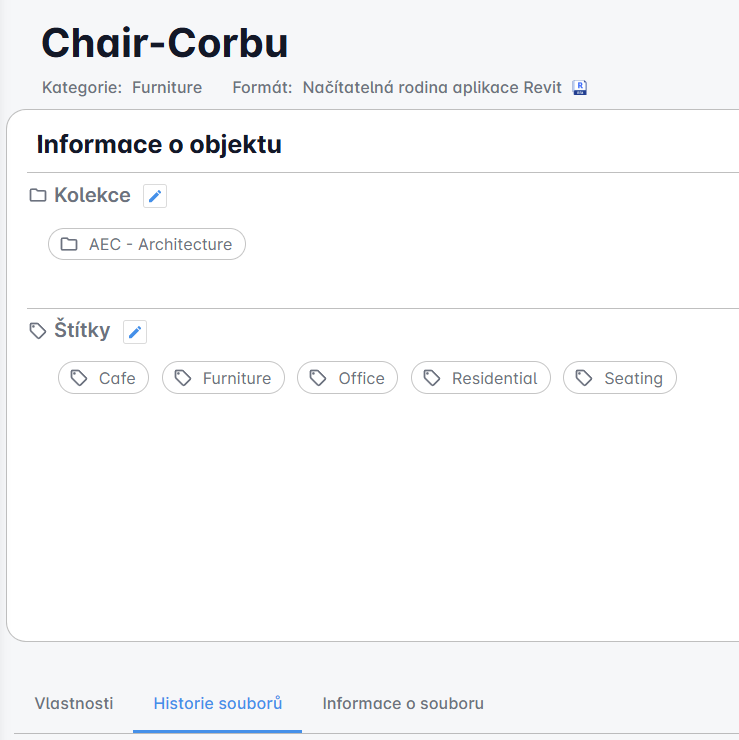 Chair-Corbu
Kategorie: Furniture Formát: Načítatelná rodina aplikace Revit
Informace o objektu
Kolekce
AEC - Architecture
Štítky
Cafe Furniture Office Residential Seating
Vlastnosti Historie souborů Informace o souboru